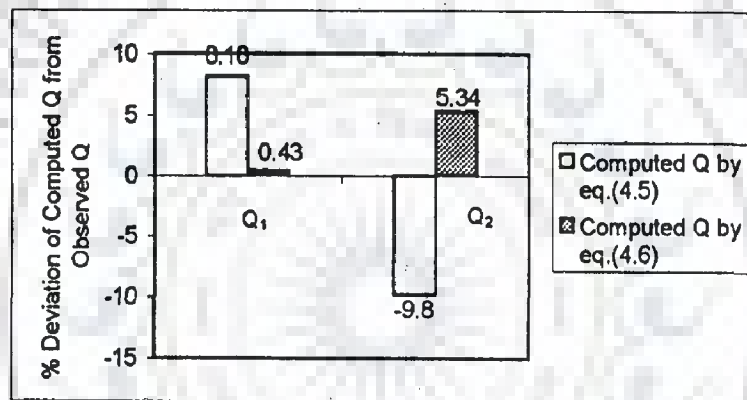 % Deviation of Computed Q from
Observed Q
10
5
0
-5
-10
-15
8.18
0.43
5.34
-9.8
Q₁
Q₂
Computed Q by
eq.(4.5)
Computed Q by
eq.(4.6)